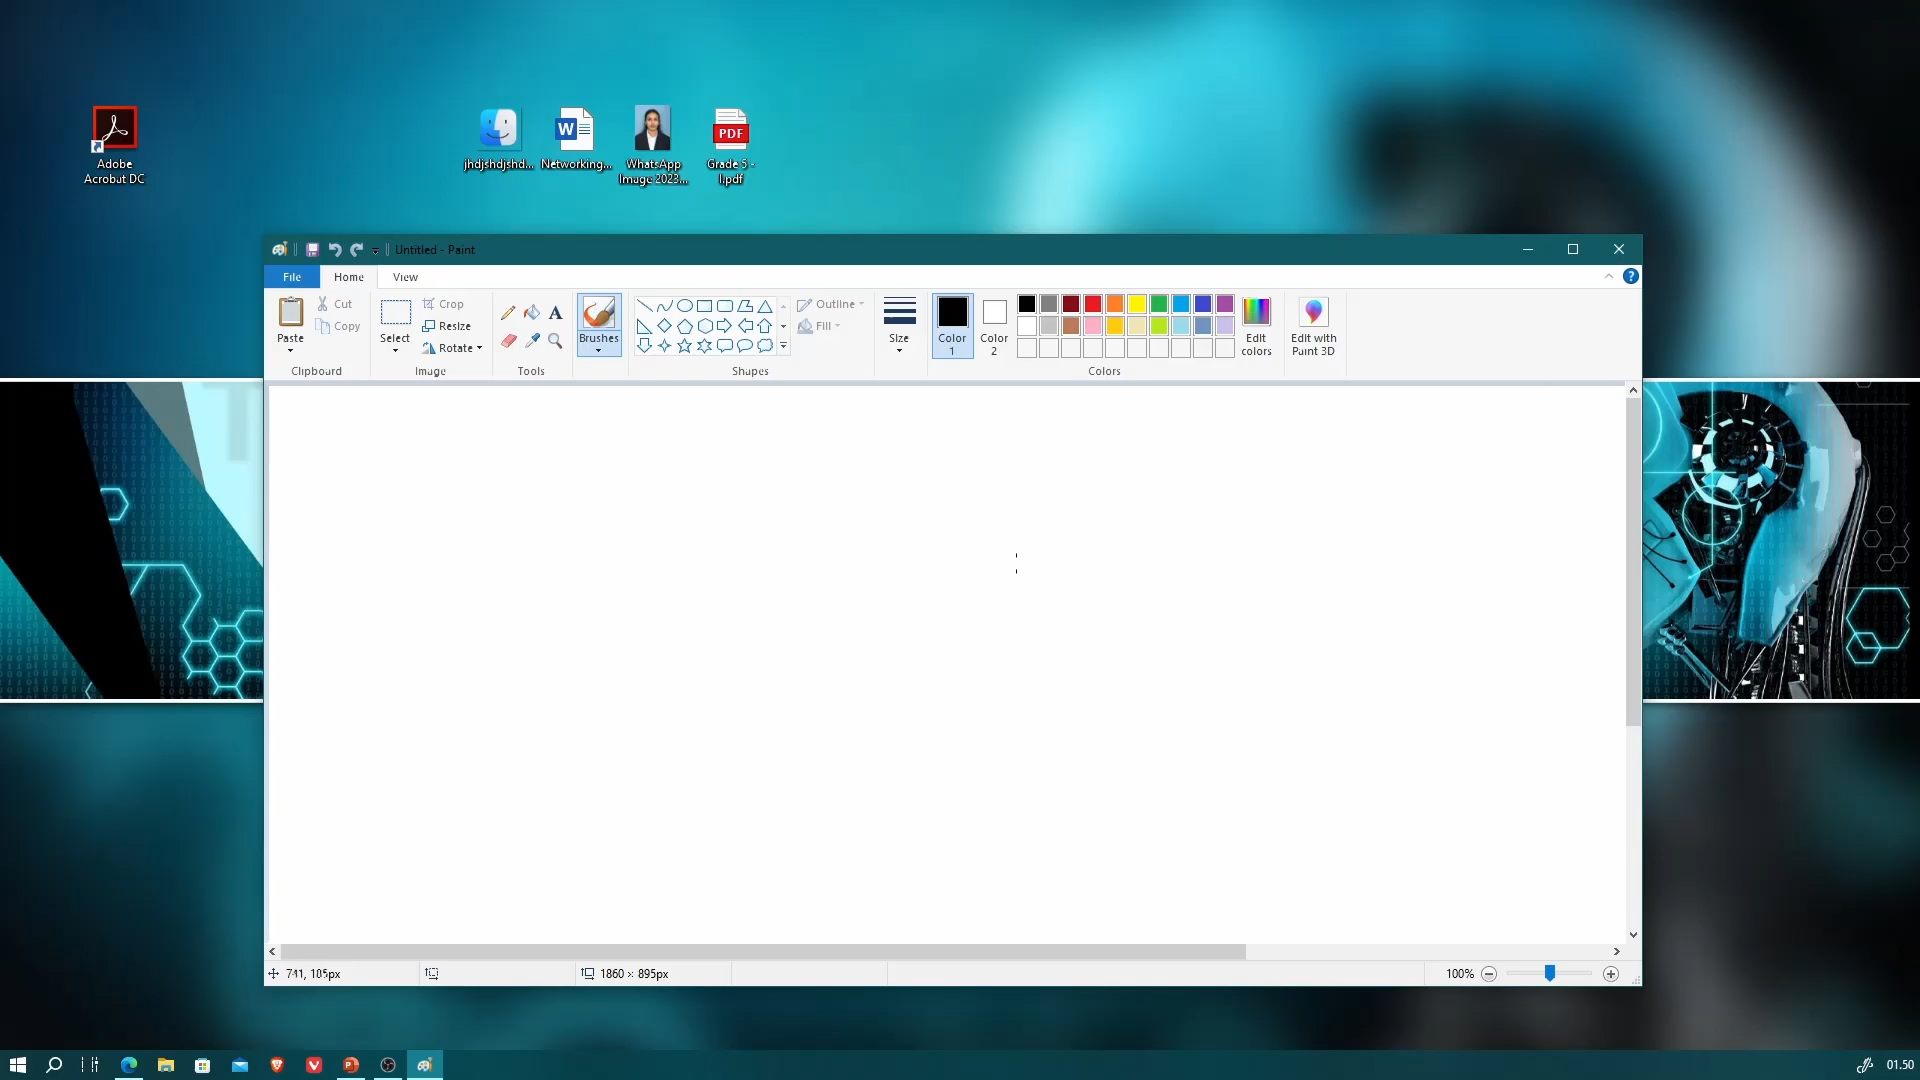 Adobe
Acrobat DC
jhdjshdjshd...
Networking...
WhatsApp
Image 2023...
PDF
Grade 5 -
I.pdf
Untitled - Paint
File
Home
View
Paste
Cut
Copy
Clipboard
Select
Crop
Resize
Rotate
Image
A
Tools
Brushes
Shapes
Outline
Fill
Size
Color
1
Color
2
Colors
Edit
colors
Edit with
Paint 3D
741, 105px
1860 × 895px
100%
01.50